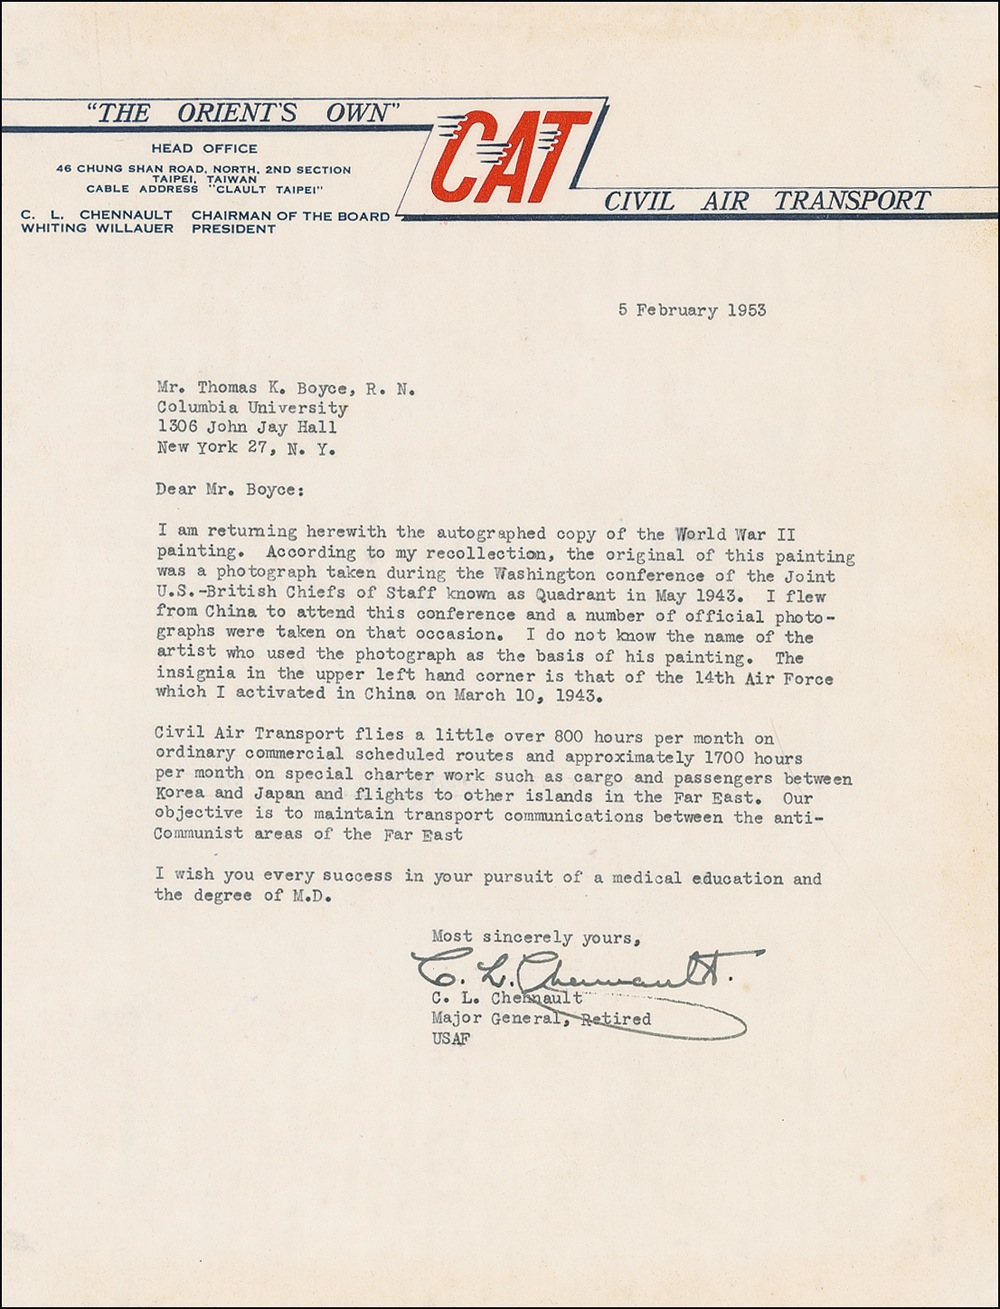 "THE ORIENT'S OWN"
CAT
HEAD OFFICE
46 CHUNG SHAN ROAD, NORTH, 2ND SECTION
TAIPEI, TAIWAN
CABLE ADDRESS "CLAULT TAIPEI"
CIVIL AIR TRANSPORT
C. L. CHENNAULT CHAIRMAN OF THE BOARD
WHITING WILLAUER PRESIDENT
5 February 1953
Mr. Thomas K. Boyce, R. N.
Columbia University
1306 John Jay Hall
New York 27, N. Y.
Dear Mr. Boyce:
I am returning herewith the autographed copy of the World War II
painting. According to my recollection, the original of this painting
was a photograph taken during the Washington conference of the Joint
U.S.-British Chiefs of Staff known as Quadrant in May 1943. I flew
from China to attend this conference and a number of official photo-
graphs were taken on that occasion. I do not know the name of the
artist who used the photograph as the basis of his painting. The
insignia in the upper left hand corner is that of the 14th Air Force
which I activated in China on March 10, 1943.
Civil Air Transport flies a little over 800 hours per month on
ordinary commercial scheduled routes and approximately 1700 hours
per month on special charter work such as cargo and passengers between
Korea and Japan and flights to other islands in the Far East. Our
objective is to maintain transport communications between the anti-
Communist areas of the Far East
I wish you every success in your pursuit of a medical education and
the degree of M.D.
Most sincerely yours,
C. L. Chennault.
C. L. Chennault
Major General, Retired
USAF